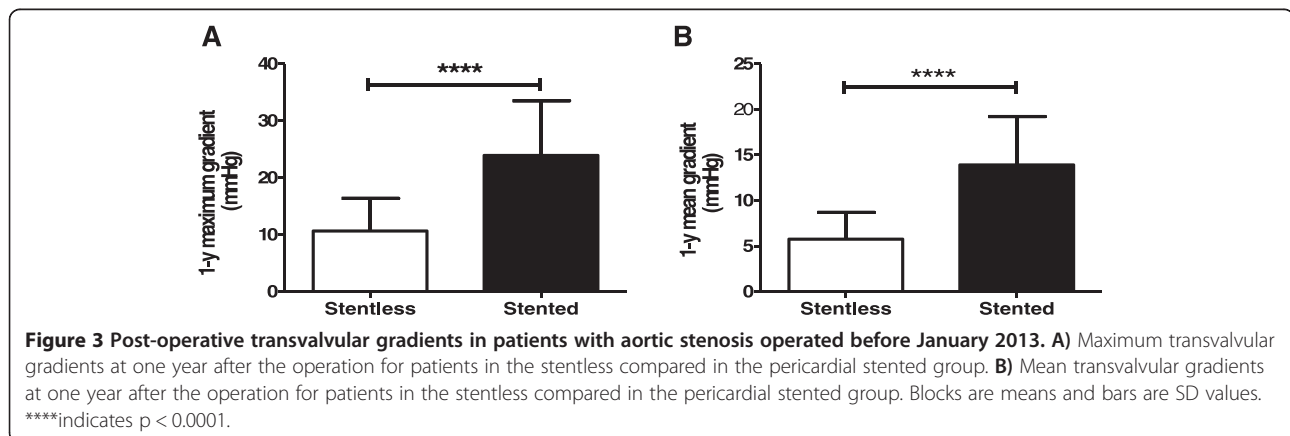 A
B
40
30
20
10
0
1-y maximum gradient
(mmHg)
****
Stentless
Stented
25
20
15
10
5
0
1-y mean gradient
(mmHg)
****
Stentless
Stented
Figure 3 Post-operative transvalvular gradients in patients with aortic stenosis operated before January 2013. A) Maximum transvalvular
gradients at one year after the operation for patients in the stentless compared in the pericardial stented group. B) Mean transvalvular gradients
at one year after the operation for patients in the stentless compared in the pericardial stented group. Blocks are means and bars are SD values.
****indicates p < 0.0001.